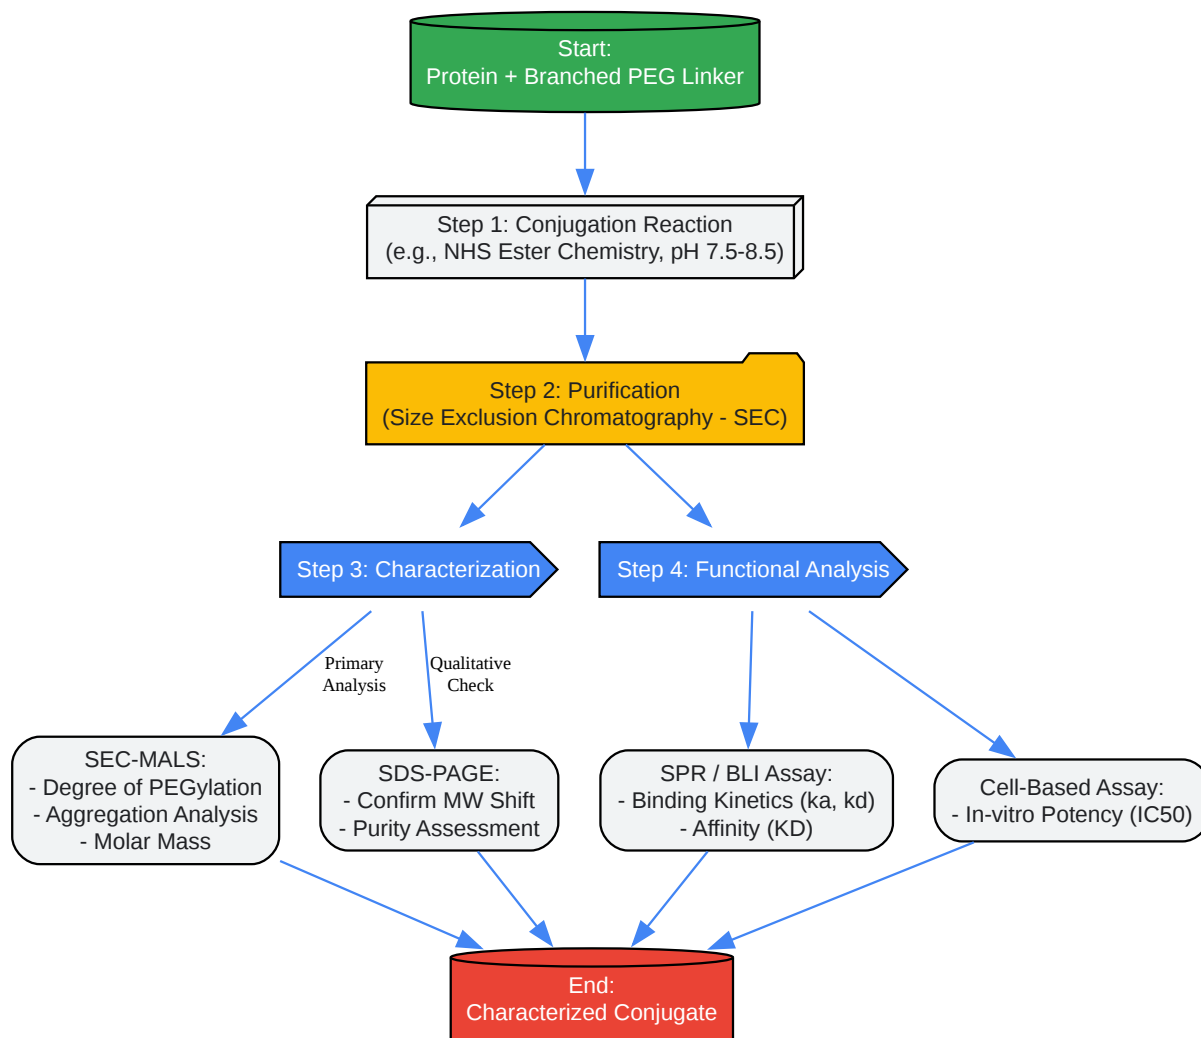 Start:
Protein + Branched PEG Linker
Step 1: Conjugation Reaction
(e.g., NHS Ester Chemistry, pH 7.5-8.5)
Step 2: Purification
(Size Exclusion Chromatography - SEC)
Step 3: Characterization
Step 4: Functional Analysis
Primary
Analysis
Qualitative
Check
SEC-MALS:
- Degree of PEGylation
- Aggregation Analysis
- Molar Mass
SDS-PAGE:
- Confirm MW Shift
- Purity Assessment
SPR / BLI Assay:
- Binding Kinetics (ka, kd)
- Affinity (KD)
Cell-Based Assay:
- In-vitro Potency (IC50)
End:
Characterized Conjugate